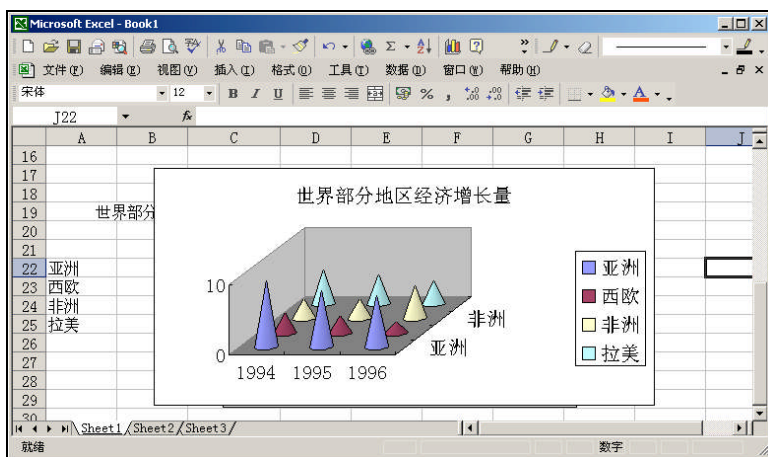 Microsoft Excel - Book1
文件(F) 编辑(E) 视图(V) 插入(I) 格式(O) 工具(T) 数据(D) 窗口(W) 帮助(H)
宋体 12 B I U % ,
J22 fx
A B C D E F G H I J
16
17
18 世界部分地区经济增长量
19 世界部分
20
21
22 亚洲
23 西欧
24 非洲
25 拉美
26
27
28
29
30
10
0
1994 1995 1996
亚洲
非洲
亚洲
西欧
非洲
拉美
Sheet1 Sheet2 Sheet3
就绪 数字